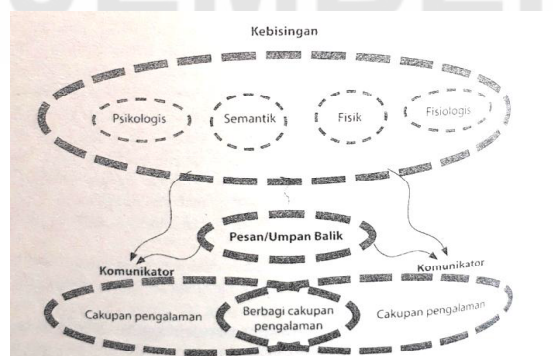 Kebisingan
Psikologis
Semantik
Fisik
Fisiologis
Pesan/Umpan Balik
Komunikator
Komunikator
Cakupan pengalaman
Berbagi cakupan
pengalaman
Cakupan pengalaman